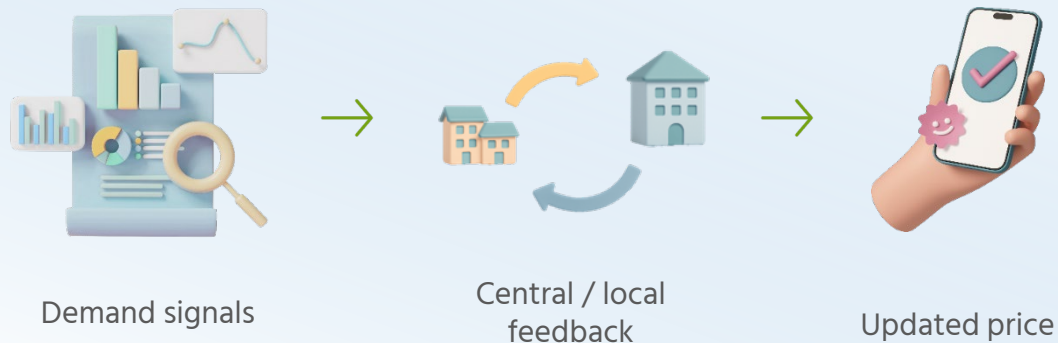 Demand signals
Central / local
feedback
Updated price